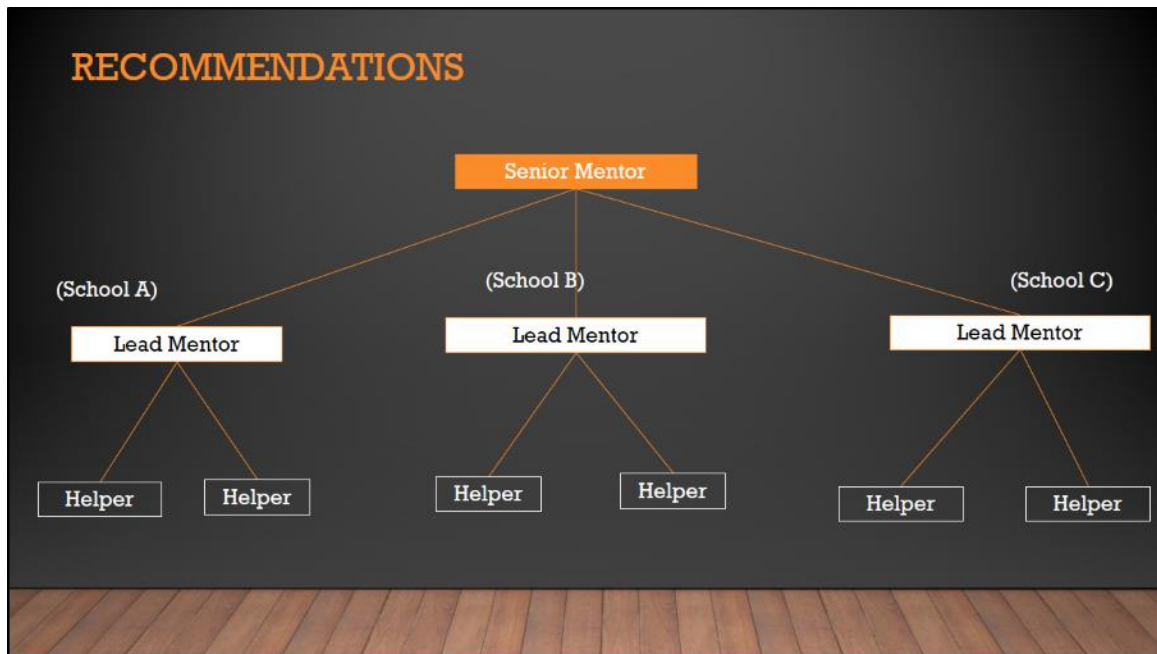 RECOMMENDATIONS
Senior Mentor
(School A)
(School B)
(School C)
Lead Mentor
Lead Mentor
Lead Mentor
Helper
Helper
Helper
Helper
Helper
Helper